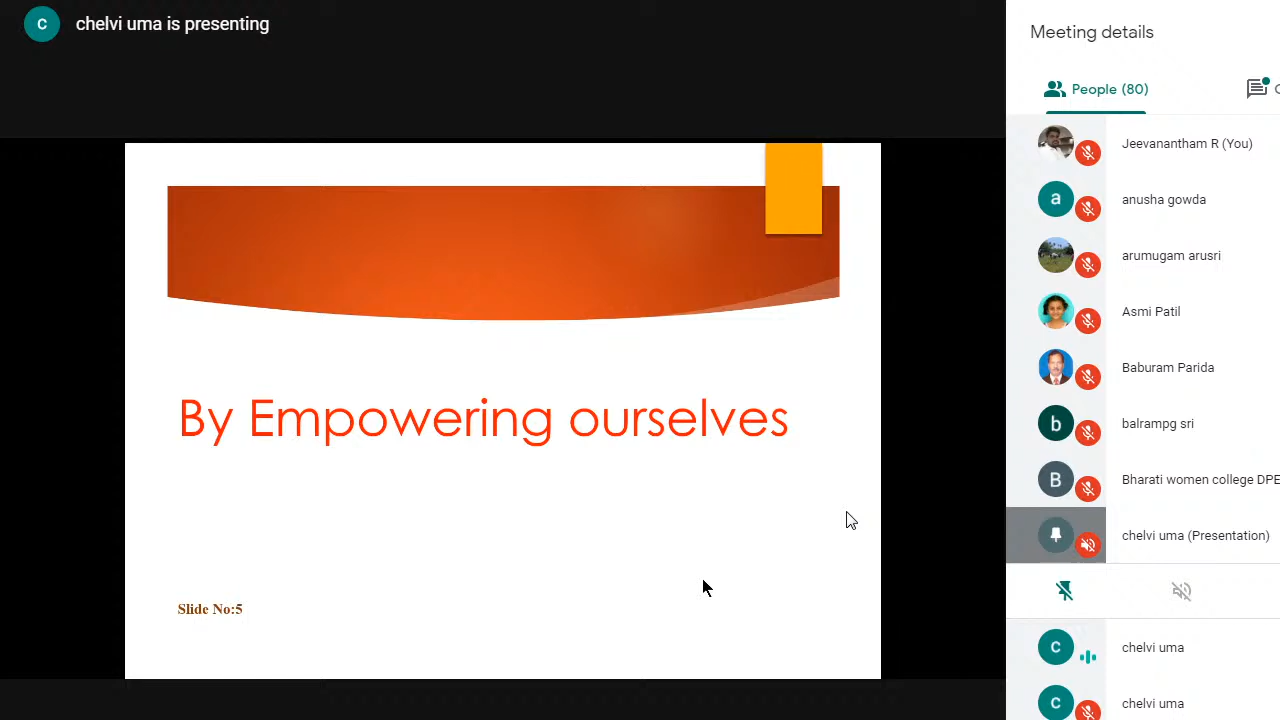 C
chelvi uma is presenting
Meeting details
People (80)
C
Jeevanantham R (You)
a
anusha gowda
arumugam arusri
Asmi Patil
Baburam Parida
b
balrampg sri
B
Bharati women college DPE
chelvi uma (Presentation)
C
chelvi uma
C
chelvi uma
By Empowering ourselves
Slide No:5